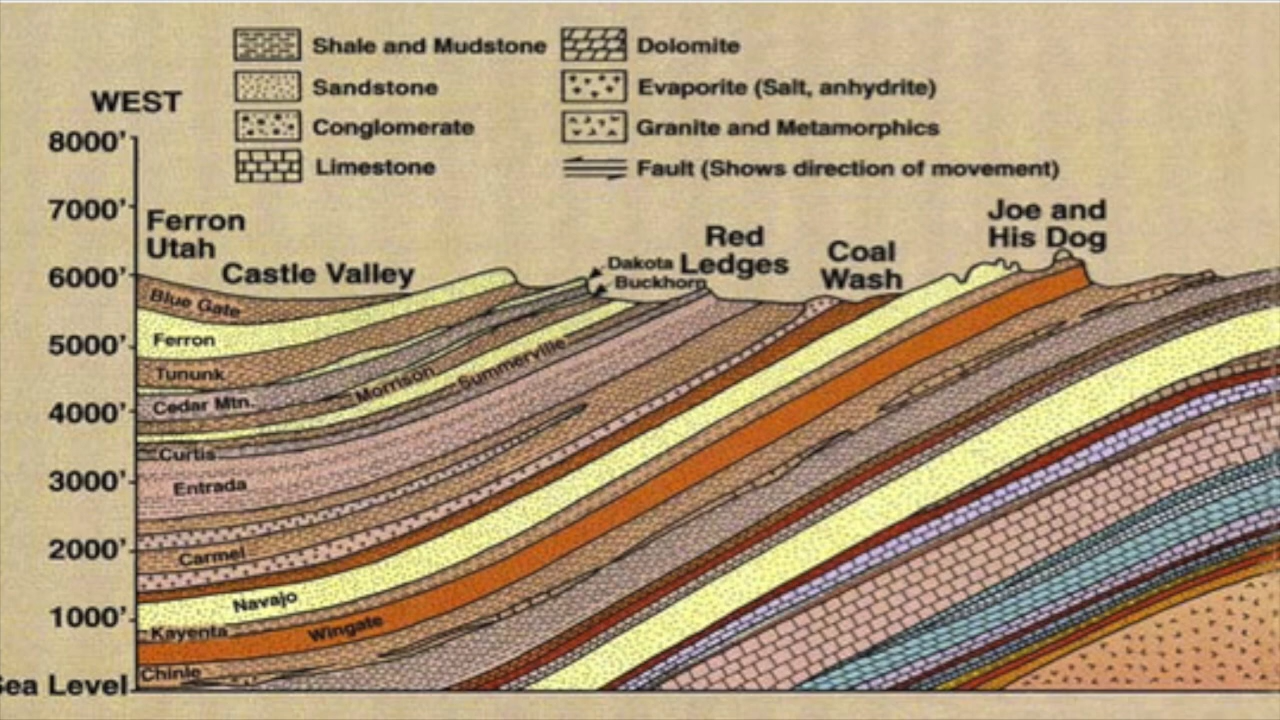 Shale and Mudstone
Dolomite
Sandstone
Evaporite (Salt, anhydrite)
Conglomerate
Granite and Metamorphics
Limestone
Fault (Shows direction of movement)
WEST
8000'
7000'
6000'
5000'
4000'
3000'
2000'
1000'
Sea Level
Ferron
Utah
Castle Valley
Dakota
Buckhorn
Red
Ledges
Coal
Wash
Joe and
His Dog
Blue Gate
Ferron
Tununk
Cedar Mtn.
Morrison
Summerville
Curtis
Entrada
Carmel
Navajo
Kayenta
Wingate
Chinle